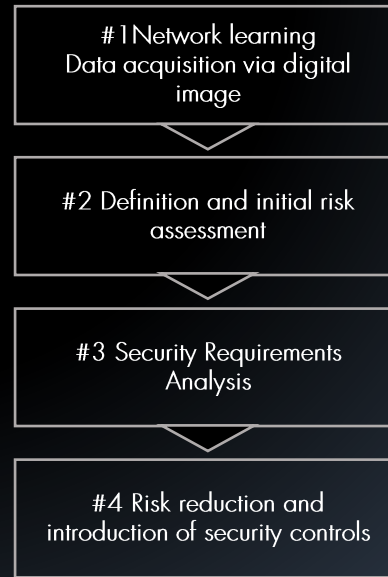 #1Network learning
Data acquisition via digital
image
#2 Definition and initial risk
assessment
#3 Security Requirements
Analysis
#4 Risk reduction and
introduction of security controls